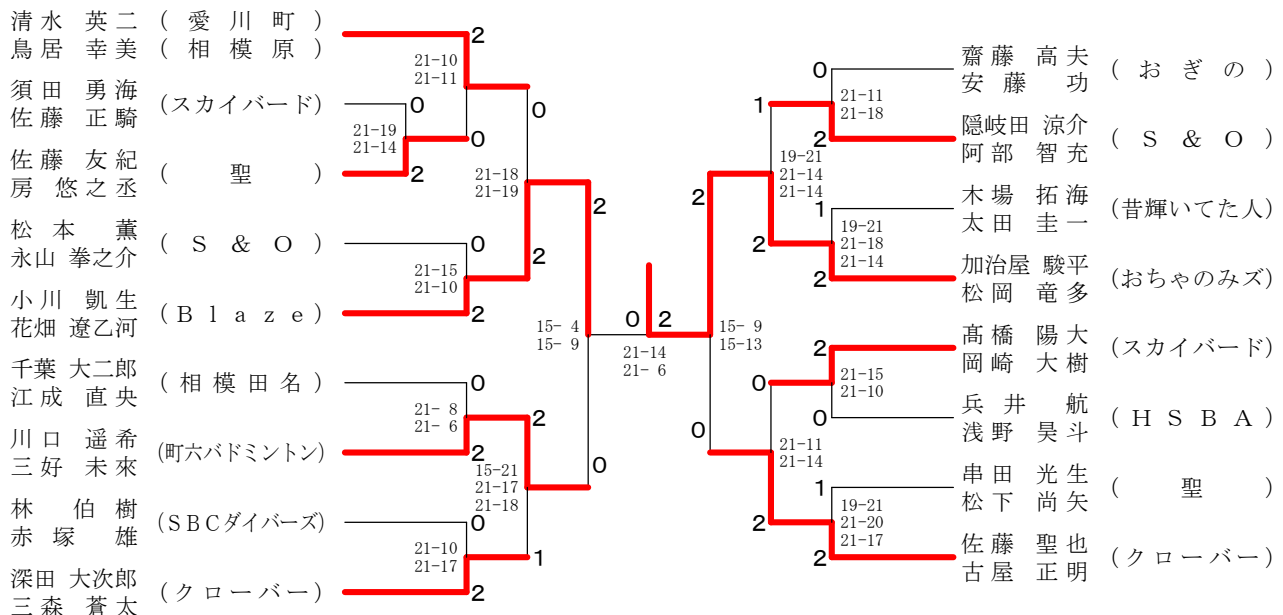 清水 英二 (愛川町)
鳥居 幸美 (相模原)
2
21-10
21-11
須田 勇海
佐藤 正騎
(スカイバード)
0
0
21-19
21-14
0
佐藤 友紀
房 悠之丞
(聖)
2
21-18
21-19
2
松本 薫
永山 拳之介
(S&O)
0
2
21-15
21-10
小川 凱生
花畑 遼乙河
(Blaze)
2
15- 4
15- 9
千葉 大二郎
江成 直央
(相模田名)
0
21- 8
21- 6
2
川口 遥希
三好 未來
(町六バドミントン)
2
0
15-21
21-17
21-18
林 伯樹
赤塚 雄
(SBCダイバーズ)
0
1
21-10
21-17
深田 大次郎
三森 蒼太
(クローバー)
2
0 2
21-14
21- 6
齋藤 高夫
安藤 功
(おぎの)
0
21-11
21-18
1
隠岐田 涼介
阿部 智充
(S&O)
2
19-21
21-14
21-14
2
木場 拓海
太田 圭一
(昔輝いてた人)
1
19-21
21-18
21-14
2
加治屋 駿平
松岡 竜多
(おちゃのみズ)
2
15- 9
15-13
髙橋 陽大
岡崎 大樹
(スカイバード)
2
21-15
21-10
0
兵井 航
浅野 昊斗
(HSBA)
0
0
21-11
21-14
串田 光生
松下 尚矢
(聖)
1
19-21
21-20
21-17
2
佐藤 聖也
古屋 正明
(クローバー)
2